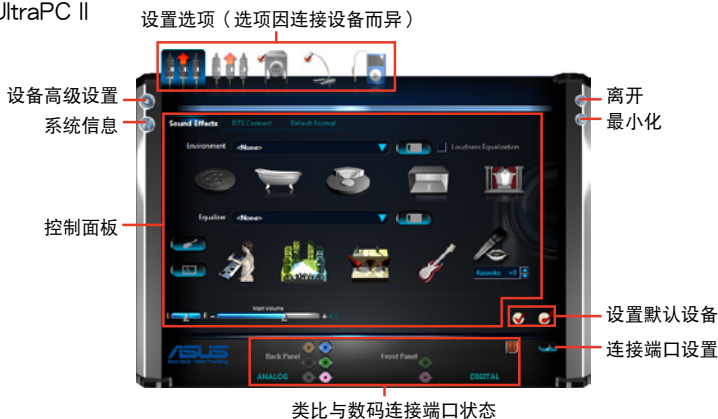 UltraPC II
设置选项（选项因连接设备而异）
设备高级设置
系统信息
离开
最小化
Sound Effects DTS Connect Default Format
Environment <None> Loudness Equalization
控制面板
Equalizer <None>
Karaoke +0
Main Volume
L R - +
设置默认设备
连接端口设置
ASUS
Back Panel Front Panel
ANALOG DIGITAL
类比与数码连接端口状态